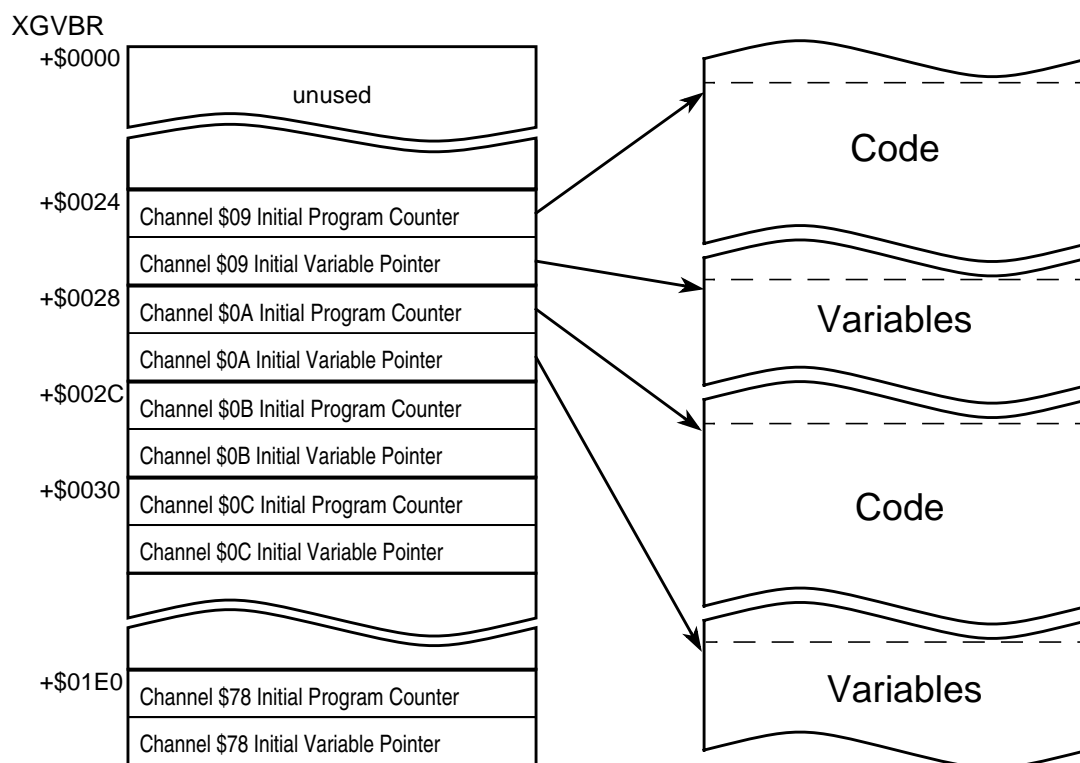 XGVBR
+$0000
unused
+$0024
Channel $09 Initial Program Counter
Channel $09 Initial Variable Pointer
+$0028
Channel $0A Initial Program Counter
Channel $0A Initial Variable Pointer
+$002C
Channel $0B Initial Program Counter
Channel $0B Initial Variable Pointer
+$0030
Channel $0C Initial Program Counter
Channel $0C Initial Variable Pointer
+$01E0
Channel $78 Initial Program Counter
Channel $78 Initial Variable Pointer
Code
Variables
Code
Variables